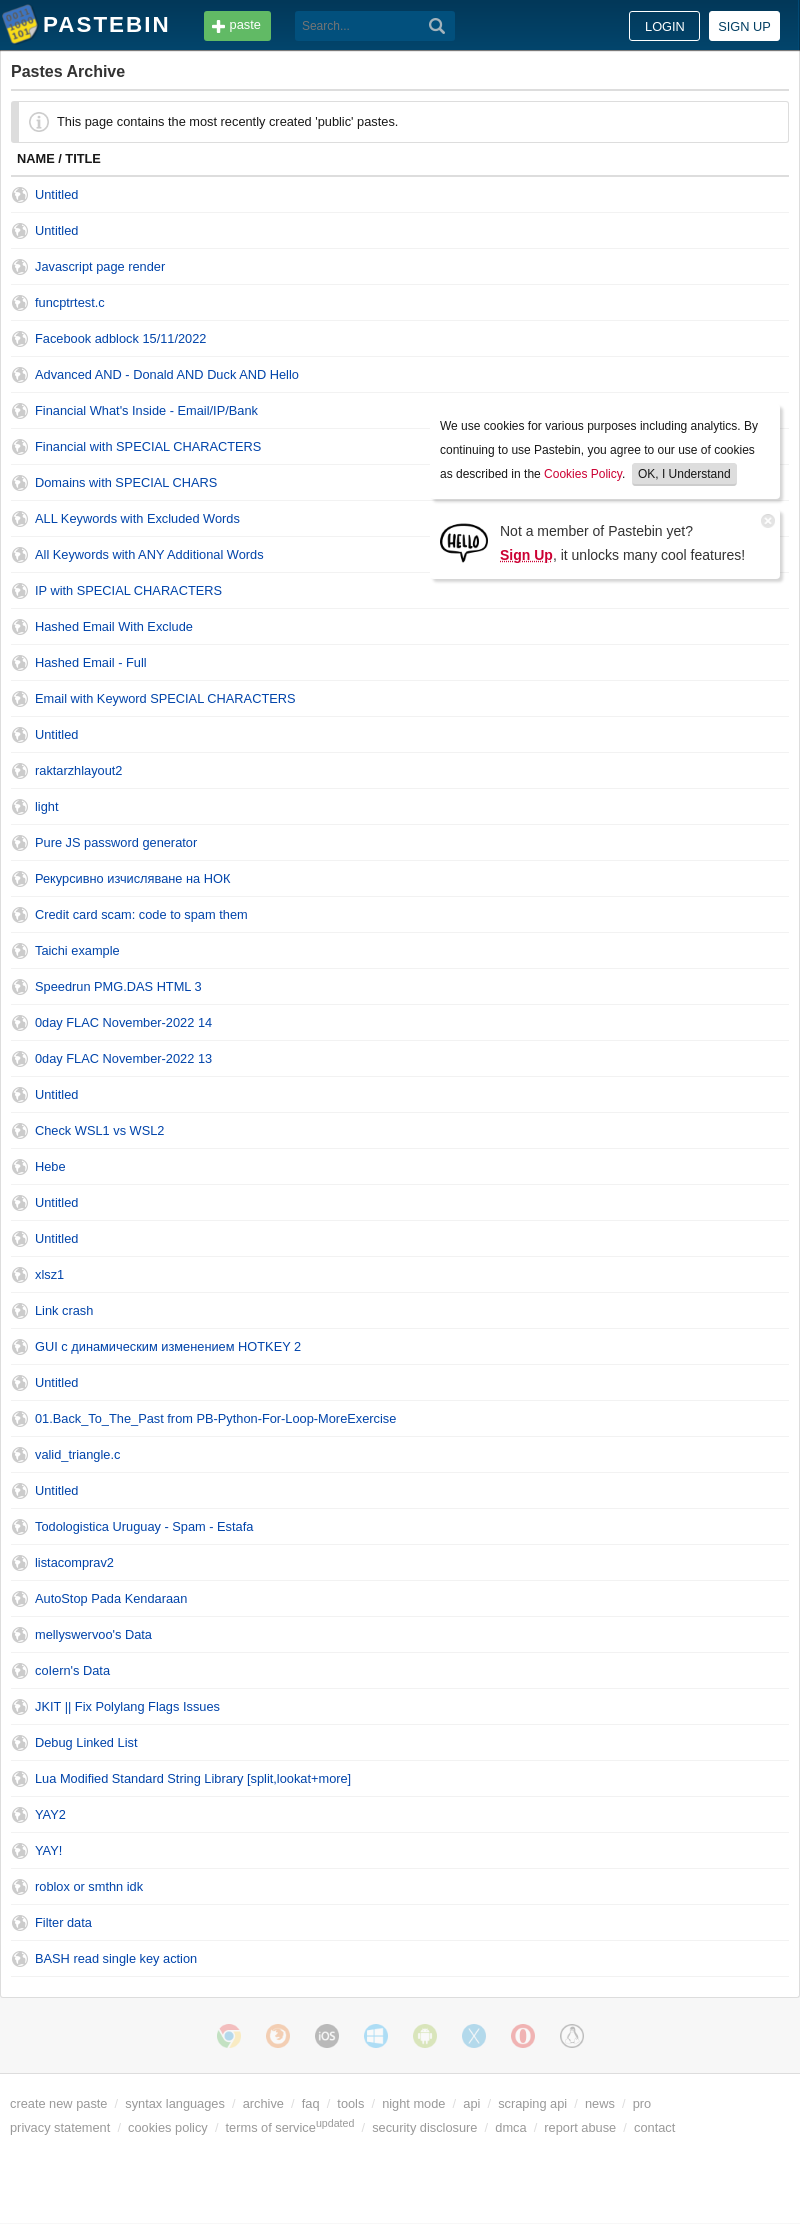 PASTEBIN
paste
Search...
LOGIN
SIGN UP
Pastes Archive
This page contains the most recently created 'public' pastes.
NAME / TITLE
Untitled
Untitled
Javascript page render
funcptrtest.c
Facebook adblock 15/11/2022
Advanced AND - Donald AND Duck AND Hello
Financial What's Inside - Email/IP/Bank
Financial with SPECIAL CHARACTERS
Domains with SPECIAL CHARS
ALL Keywords with Excluded Words
All Keywords with ANY Additional Words
IP with SPECIAL CHARACTERS
We use cookies for various purposes including analytics. By
continuing to use Pastebin, you agree to our use of cookies
as described in the Cookies Policy. OK, I Understand
HELLO
Not a member of Pastebin yet?
Sign Up, it unlocks many cool features!
Hashed Email With Exclude
Hashed Email - Full
Email with Keyword SPECIAL CHARACTERS
Untitled
raktarzhlayout2
light
Pure JS password generator
Рекурсивно изчисляване на НОК
Credit card scam: code to spam them
Taichi example
Speedrun PMG.DAS HTML 3
0day FLAC November-2022 14
0day FLAC November-2022 13
Untitled
Check WSL1 vs WSL2
Hebe
Untitled
Untitled
xlsz1
Link crash
GUI с динамическим изменением HOTKEY 2
Untitled
01.Back_To_The_Past from PB-Python-For-Loop-MoreExercise
valid_triangle.c
Untitled
Todologistica Uruguay - Spam - Estafa
listacomprav2
AutoStop Pada Kendaraan
mellyswervoo's Data
colern's Data
JKIT || Fix Polylang Flags Issues
Debug Linked List
Lua Modified Standard String Library [split,lookat+more]
YAY2
YAY!
roblox or smthn idk
Filter data
BASH read single key action
iOS
create new paste / syntax languages / archive / faq / tools / night mode / api / scraping api / news / pro
privacy statement / cookies policy / terms of serviceupdated / security disclosure / dmca / report abuse / contact